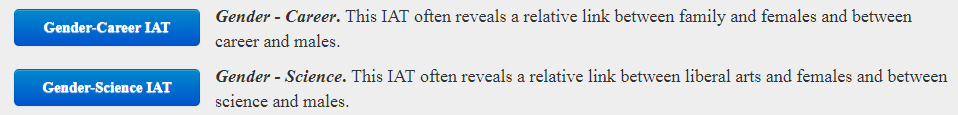 Gender-Career IAT
Gender - Career. This IAT often reveals a relative link between family and females and between
career and males.
Gender-Science IAT
Gender - Science. This IAT often reveals a relative link between liberal arts and females and between
science and males.